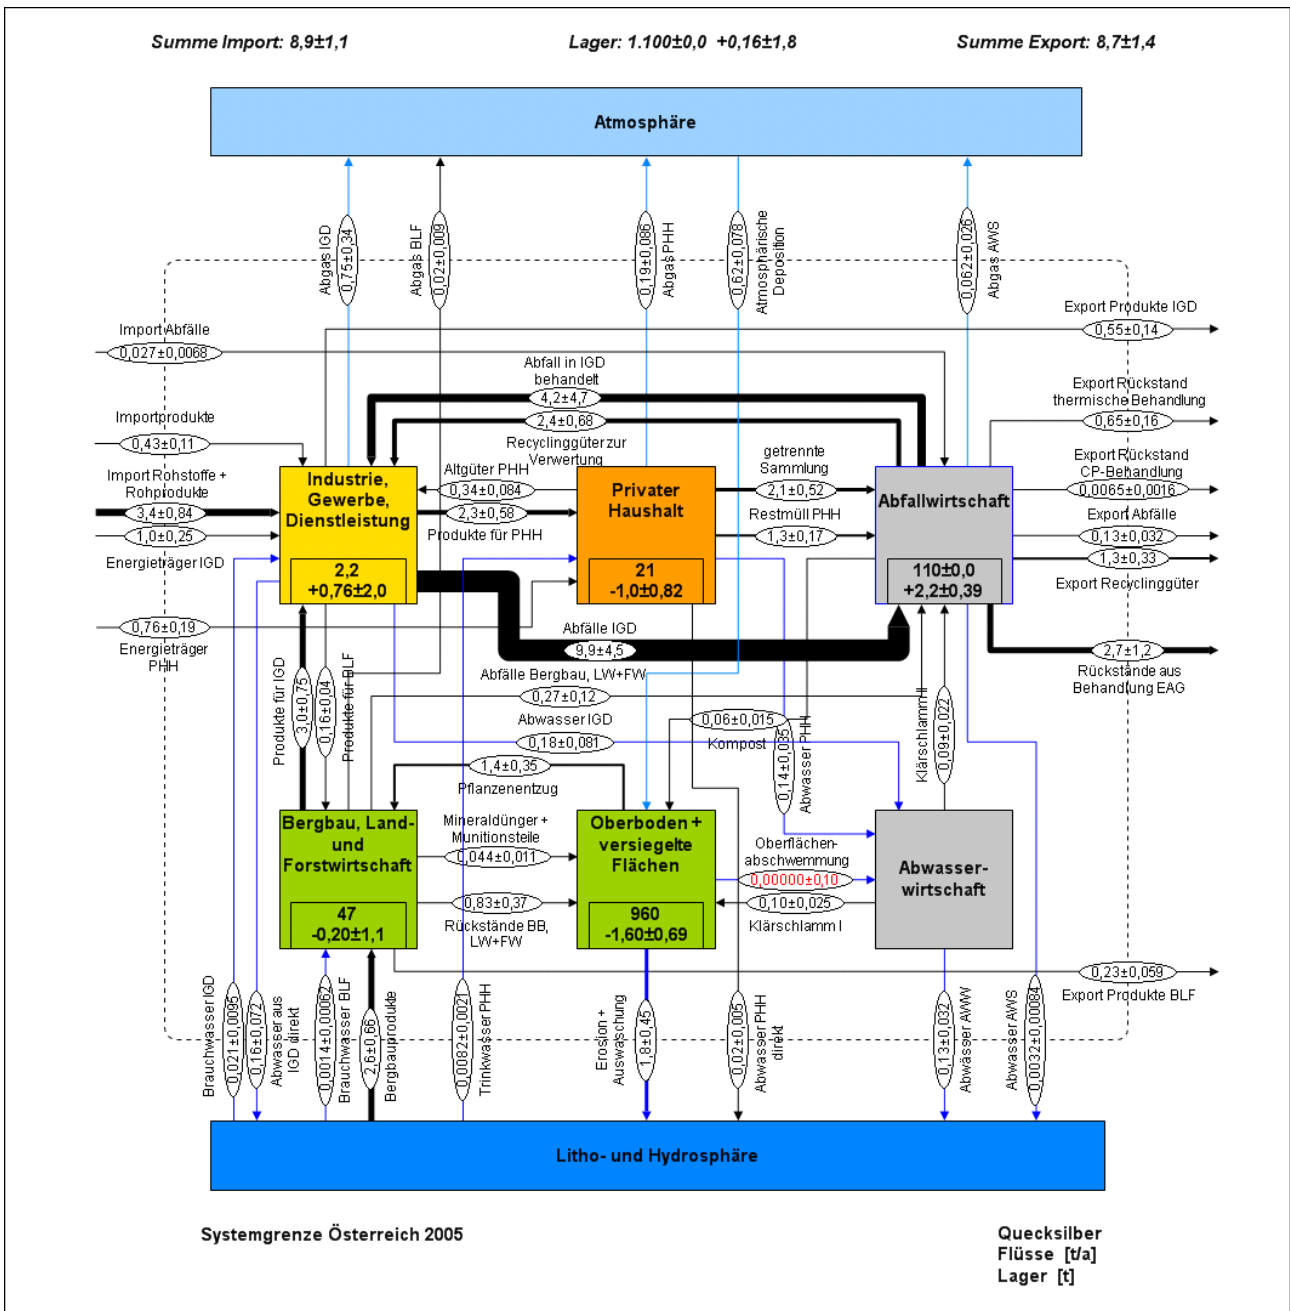 Summe Import: 8,9±1,1
Lager: 1.100±0,0 +0,16±1,8
Summe Export: 8,7±1,4
Atmosphäre
Abgas IGD
0,75±0,34
Abgas BLF
0,02±0,009
0,19±0,086
Abgas PHH
0,62±0,078
Atmosphärische
Deposition
0,062±0,026
Abgas AWS
Import Abfälle
0,027±0,0068
Export Produkte IGD
0,55±0,14
Abfall in IGD
behandelt
4,2±4,7
2,4±0,68
Recyclinggüter zur
Verwertung
Export Rückstand
thermische Behandlung
0,65±0,16
Importprodukte
0,43±0,11
Import Rohstoffe +
Rohprodukte
3,4±0,84
1,0±0,25
Energieträger IGD
Industrie,
Gewerbe,
Dienstleistung
2,2
+0,76±2,0
Altgüter PHH
0,34±0,084
2,3±0,58
Produkte für PHH
Privater
Haushalt
21
-1,0±0,82
getrennte
Sammlung
2,1±0,52
Restmüll PHH
1,3±0,17
Abfallwirtschaft
110±0,0
+2,2±0,39
Export Rückstand
CP-Behandlung
0,0065±0,0016
Export Abfälle
0,13±0,032
1,3±0,33
Export Recyclinggüter
0,76±0,19
Energieträger
PHH
Abfälle IGD
9,9±4,5
2,7±1,2
Rückstände aus
Behandlung EAG
Produkte für IGD
3,0±0,75
0,16±0,04
Produkte für BLF
Abfälle Bergbau, LW+FW
0,27±0,12
Abwasser IGD
0,18±0,081
0,06±0,015
Kompost
0,14±0,035
Abwasser PHH
Klärschlamm II
0,09±0,022
1,4±0,35
Pflanzenentzug
Bergbau, Land-
und
Forstwirtschaft
47
-0,20±1,1
Mineraldünger +
Munitionsteile
0,044±0,011
0,83±0,37
Rückstände BB,
LW+FW
Oberboden +
versiegelte
Flächen
960
-1,60±0,69
Oberflächen-
abschwemmung
0,00000±0,10
0,10±0,025
Klärschlamm I
Abwasser-
wirtschaft
0,23±0,059
Export Produkte BLF
Brauchwasser IGD
0,021±0,0095
0,16±0,072
Abwasser aus
IGD direkt
0,0014±0,00062
Brauchwasser BLF
2,6±0,66
Bergbauprodukte
0,0082±0,0021
Trinkwasser PHH
Erosion +
Auswaschung
1,8±0,45
0,02±0,005
Abwasser PHH
direkt
0,13±0,032
Abwässer AWW
Abwasser AWS
0,0032±0,00084
Litho- und Hydrosphäre
Systemgrenze Österreich 2005
Quecksilber
Flüsse [t/a]
Lager [t]